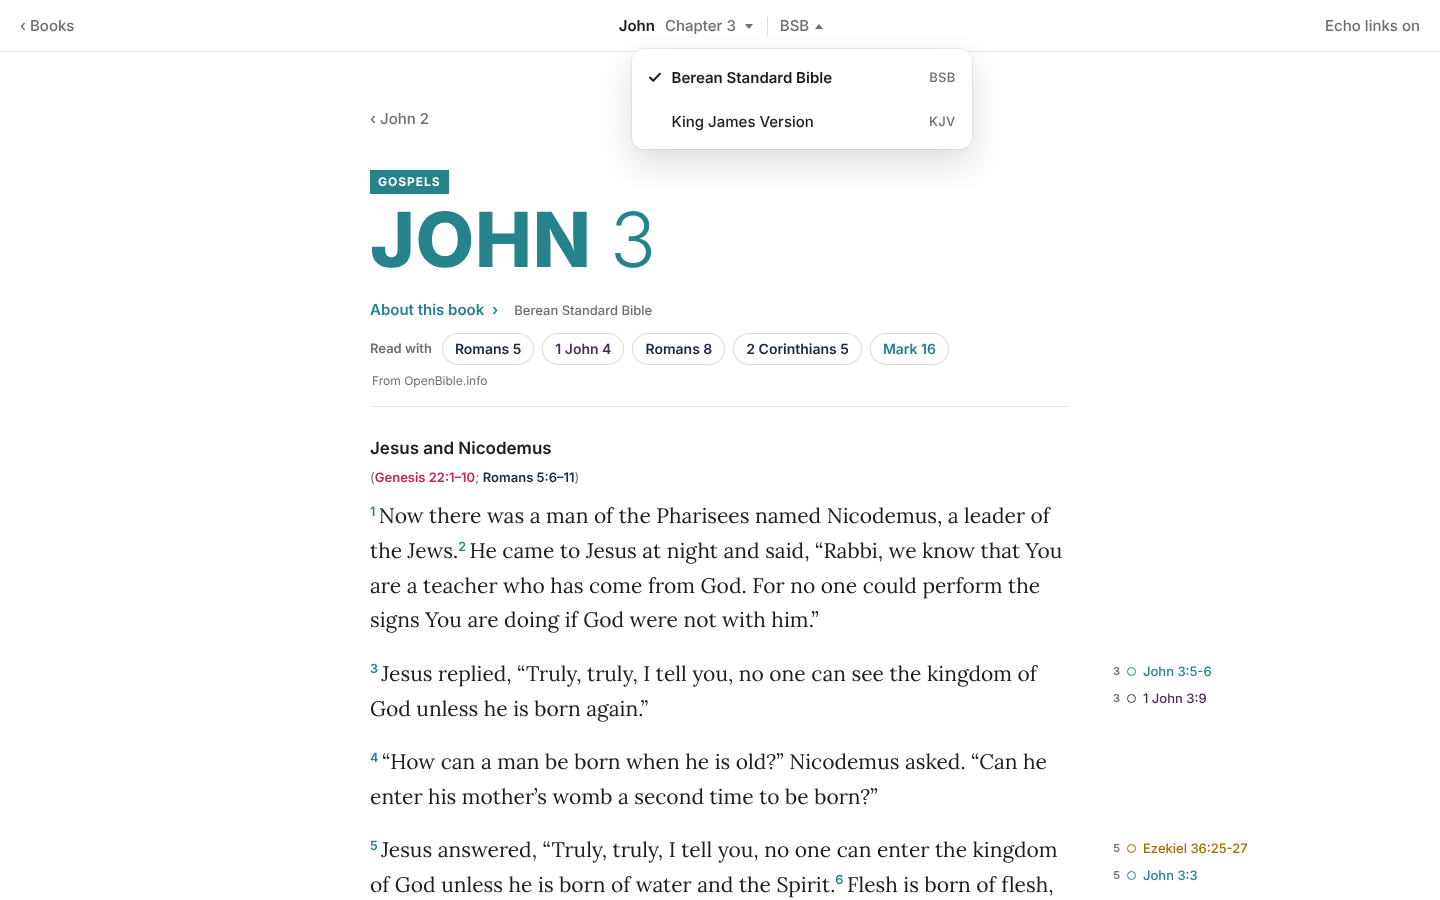 ‹ Books
John Chapter 3
BSB
Echo links on
Berean Standard Bible BSB
King James Version KJV
‹ John 2
GOSPELS
JOHN 3
About this book › Berean Standard Bible
Read with Romans 5 1 John 4 Romans 8 2 Corinthians 5 Mark 16
From OpenBible.info
Jesus and Nicodemus
(Genesis 22:1–10; Romans 5:6–11)
1 Now there was a man of the Pharisees named Nicodemus, a leader of
the Jews. 2 He came to Jesus at night and said, “Rabbi, we know that You
are a teacher who has come from God. For no one could perform the
signs You are doing if God were not with him.”
3 Jesus replied, “Truly, truly, I tell you, no one can see the kingdom of
God unless he is born again.”
3 John 3:5-6
3 1 John 3:9
4 “How can a man be born when he is old?” Nicodemus asked. “Can he
enter his mother’s womb a second time to be born?”
5 Jesus answered, “Truly, truly, I tell you, no one can enter the kingdom
of God unless he is born of water and the Spirit. 6 Flesh is born of flesh,
5 Ezekiel 36:25-27
5 John 3:3